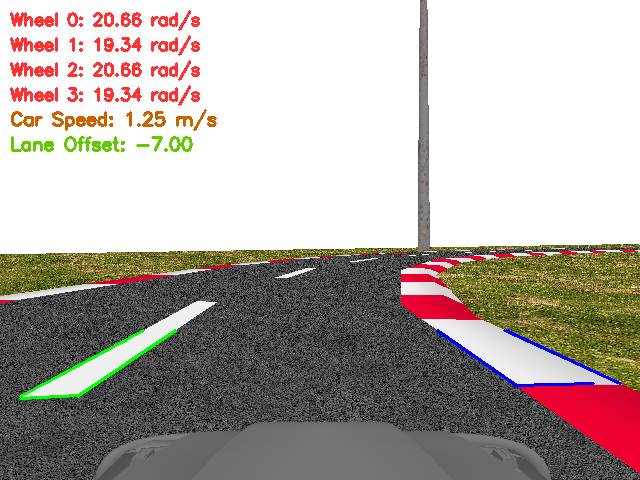 Wheel 0: 20.66 rad/s
Wheel 1: 19.34 rad/s
Wheel 2: 20.66 rad/s
Wheel 3: 19.34 rad/s
Car Speed: 1.25 m/s
Lane Offset: -7.00